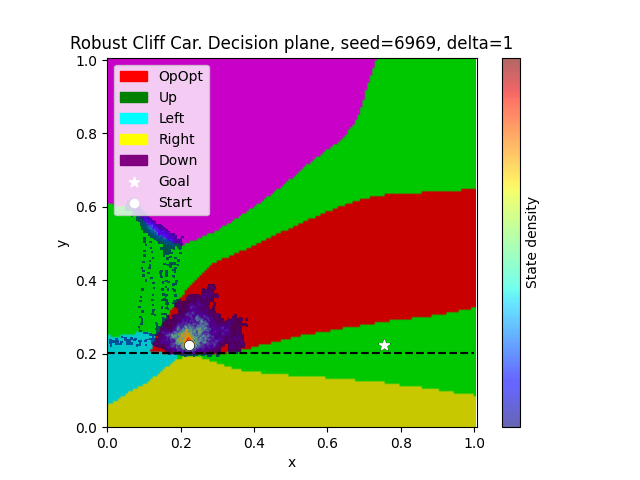 Robust Cliff Car. Decision plane, seed=6969, delta=1
OpOpt
Up
Left
Right
Down
Goal
Start
1.0
0.8
0.6
0.4
0.2
0.0
y
0.0 0.2 0.4 0.6 0.8 1.0
x
State density